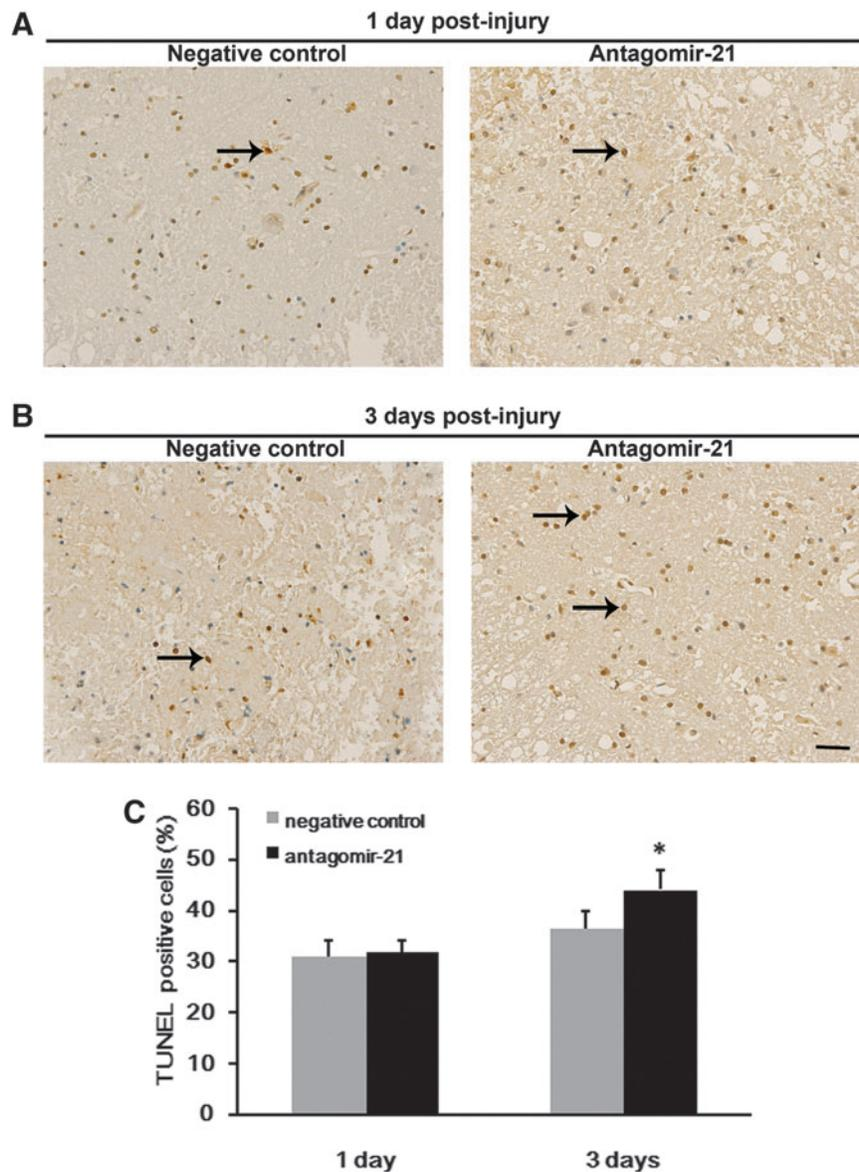 A
1 day post-injury
Negative control
Antagomir-21
B
3 days post-injury
Negative control
Antagomir-21
C
TUNEL positive cells (%)
60
50
40
30
20
10
0
negative control
antagomir-21
*
1 day
3 days